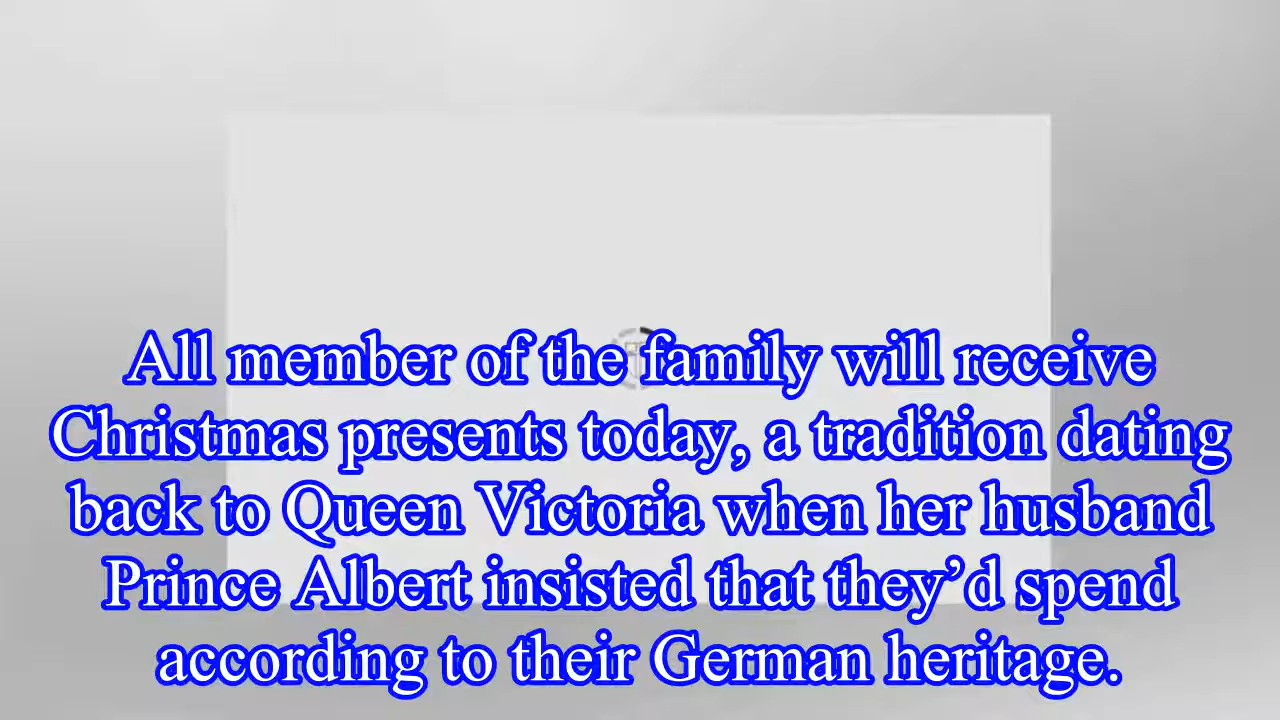 All member of the family will receive
Christmas presents today, a tradition dating
back to Queen Victoria when her husband
Prince Albert insisted that they’d spend
according to their German heritage.